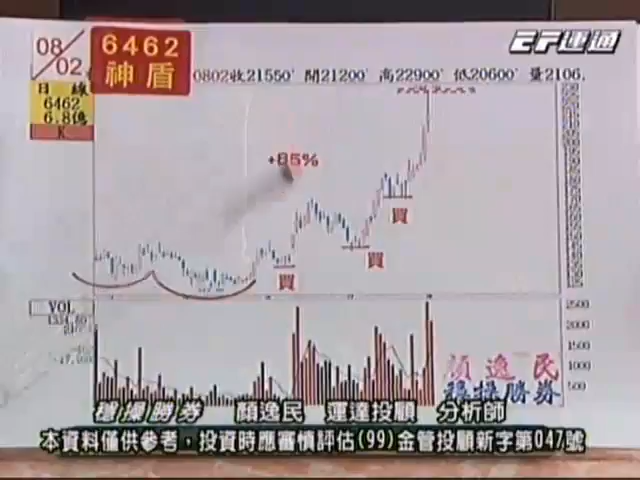 08/02
6462
神盾
EF運通
0802收21550' 開21200' 高22900' 低20600' 量2106.
日 線
6462
6.8億
K
+85%
買
買
買
VOL
2500
2000
1500
1000
500
顏逸民
穩操勝券
穩操勝券 顏逸民 運達投顧 分析師
本資料僅供參考，投資時應審慎評估(99)金管投顧新字第047號